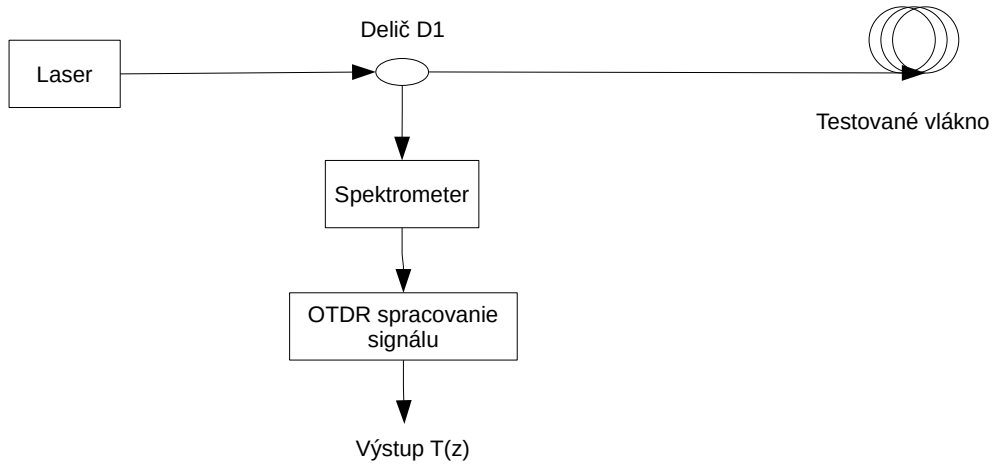 Delič D1
Laser
Testované vlákno
Spektrometer
OTDR spracovanie
signálu
Výstup T(z)